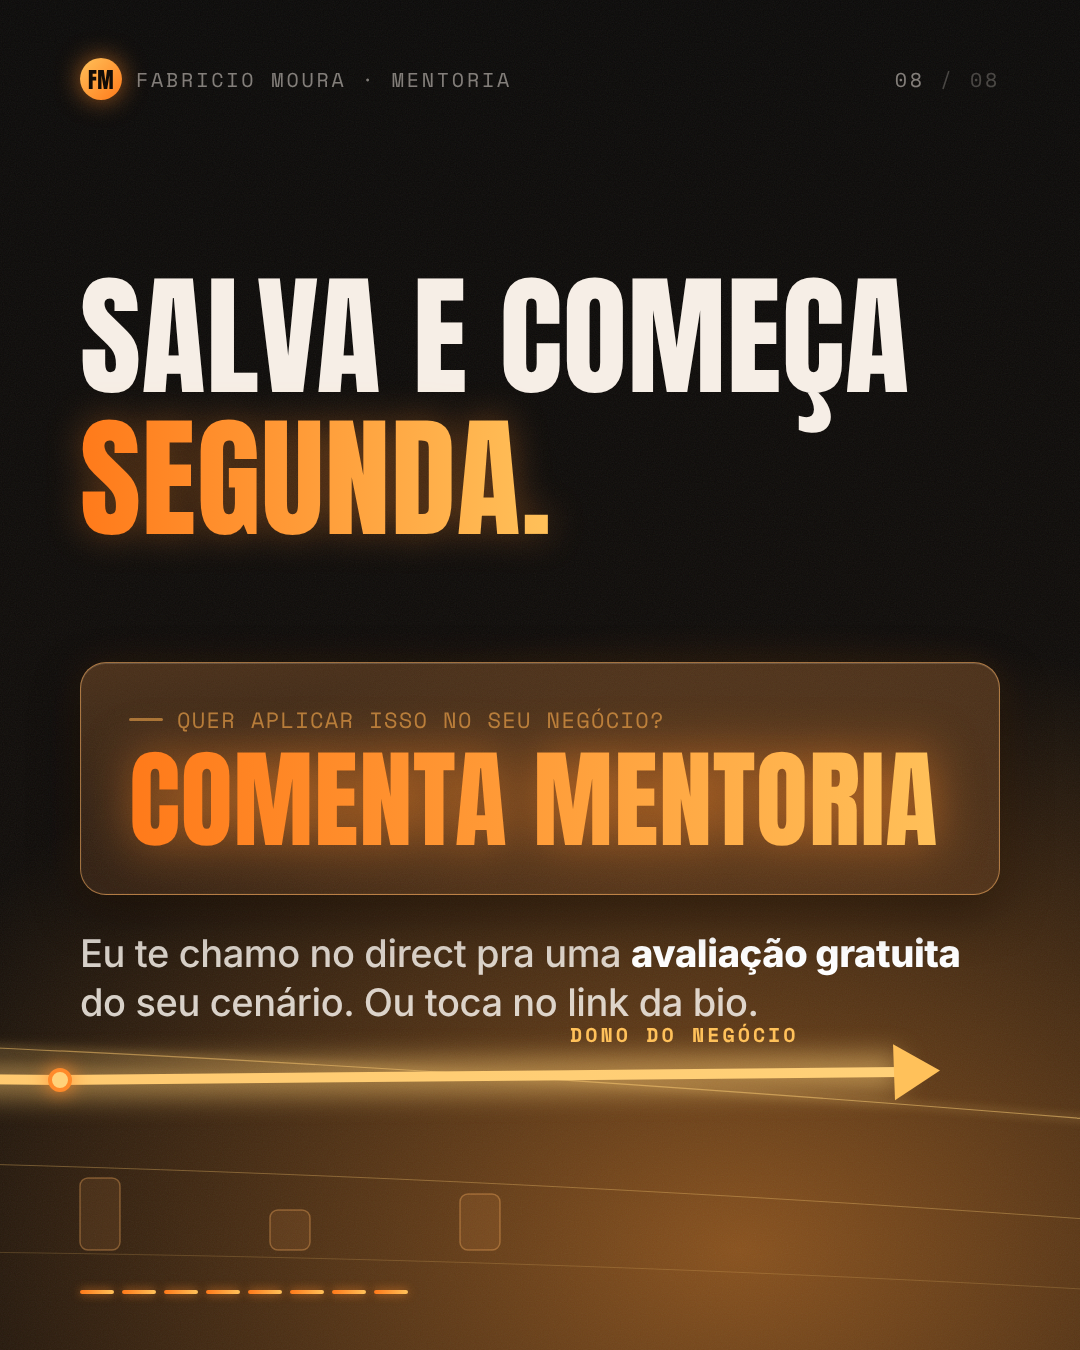 FM FABRICIO MOURA · MENTORIA
08 / 08
SALVA E COMEÇA
SEGUNDA.
— QUER APLICAR ISSO NO SEU NEGÓCIO?
COMENTA MENTORIA
Eu te chamo no direct pra uma avaliação gratuita
do seu cenário. Ou toca no link da bio.
DONO DO NEGÓCIO